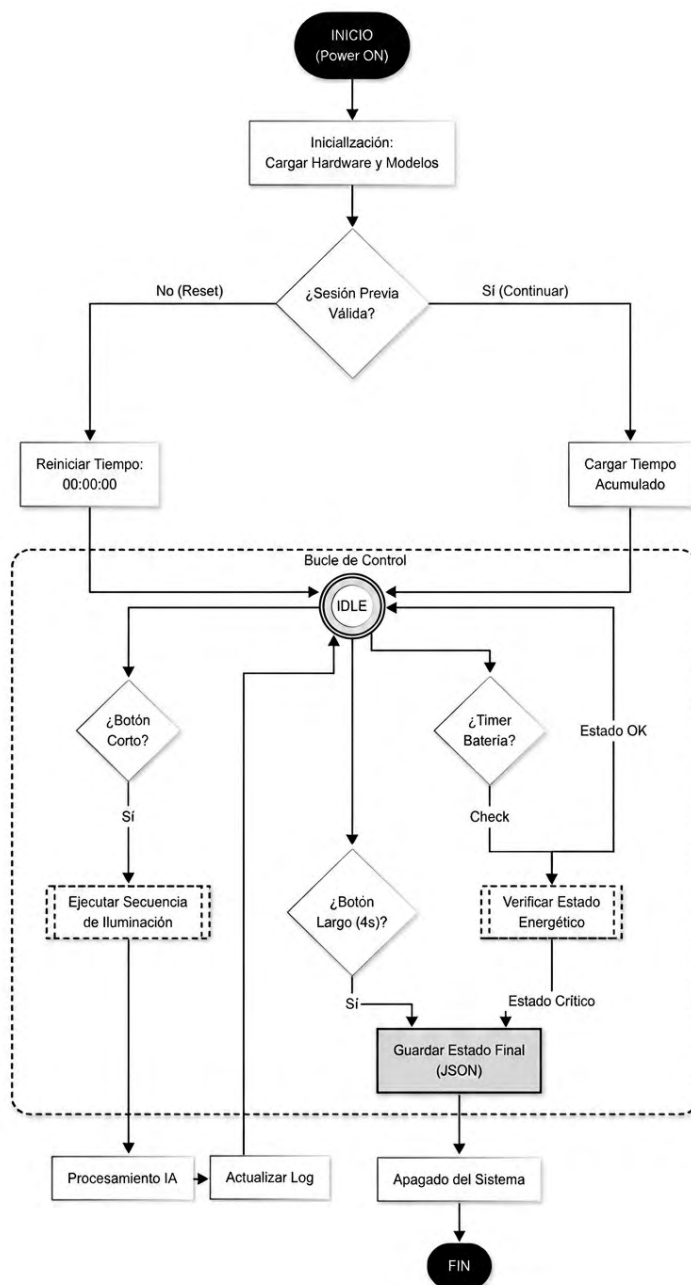 INICIO
(Power ON)
Iniciallzación:
Cargar Hardware y Modelos
¿Sesión Previa
Válida?
No (Reset)
Sí (Continuar)
Reiniciar Tiempo:
00:00:00
Cargar Tiempo
Acumulado
Bucle de Control
IDLE
¿Botón
Corto?
¿Timer
Bateria?
Estado OK
Sí
Check
Ejecutar Secuencia
de Iluminación
¿Botón
Largo (4s)?
Verificar Estado
Energético
Sí
Estado Crítico
Guardar Estado Final
(JSON)
Procesamiento IA
Actualizar Log
Apagado del Sistema
FIN